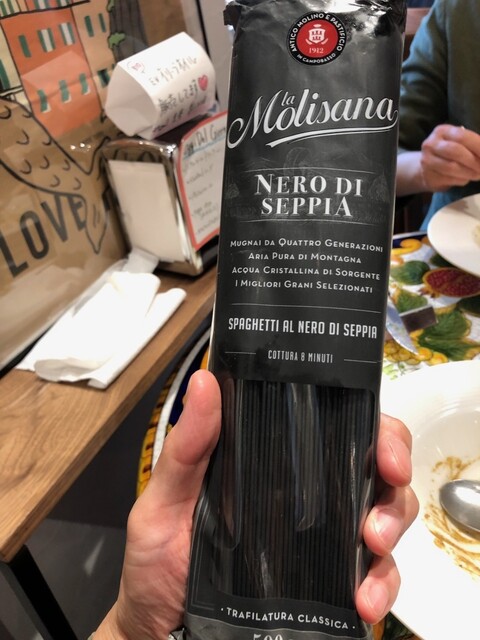 ANTICO MOLINO E PASTIFICIO
1912
IN CAMPOBASSO
la
Molisana
NERO DI
SEPPIA
MUGNAI DA QUATTRO GENERAZIONI
ARIA PURA DI MONTAGNA
ACQUA CRISTALLINA DI SORGENTE
I MIGLIORI GRANI SELEZIONATI
SPAGHETTI AL NERO DI SEPPIA
COTTURA 8 MINUTI
· TRAFILATURA CLASSICA ·
500
LOVE